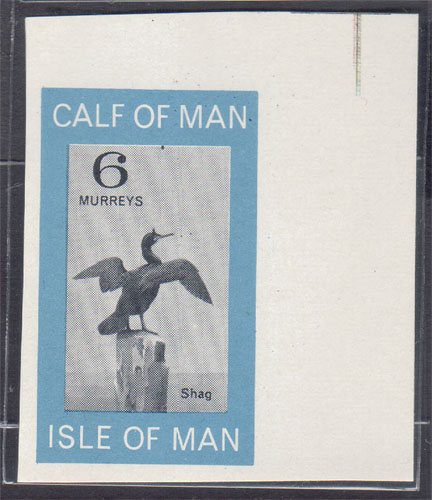 CALF OF MAN
6
MURREYS
Shag
ISLE OF MAN